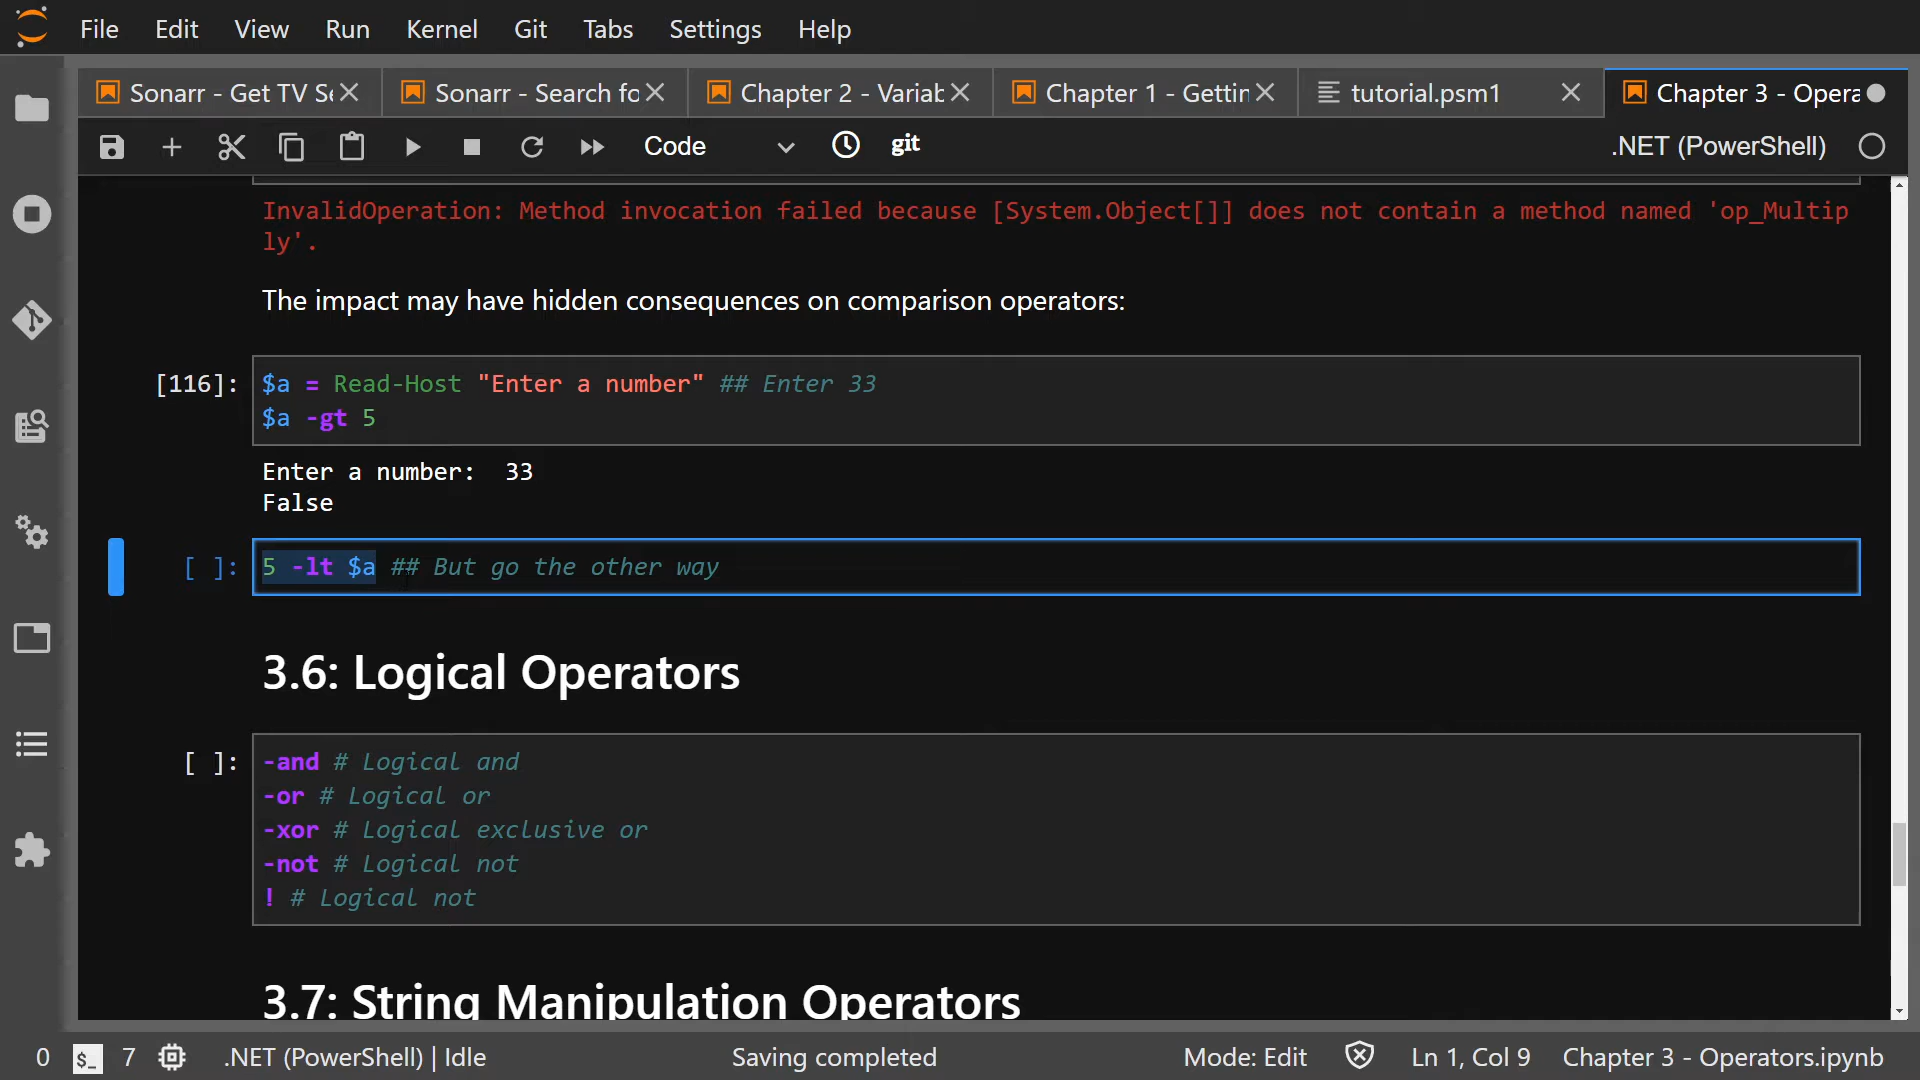 File Edit View Run Kernel Git Tabs Settings Help
Sonarr - Get TV Se Sonarr - Search fo Chapter 2 - Variab Chapter 1 - Gettin tutorial.psm1 Chapter 3 - Opera
Code git .NET (PowerShell)
InvalidOperation: Method invocation failed because [System.Object[]] does not contain a method named 'op_Multip
ly'.
The impact may have hidden consequences on comparison operators:
[116]: $a = Read-Host "Enter a number" ## Enter 33
$a -gt 5
Enter a number: 33
False
[ ]: 5 -lt $a ## But go the other way
3.6: Logical Operators
[ ]: -and # Logical and
-or # Logical or
-xor # Logical exclusive or
-not # Logical not
! # Logical not
3.7: String Manipulation Operators
0 $_ 7 .NET (PowerShell) | Idle Saving completed Mode: Edit Ln 1, Col 9 Chapter 3 - Operators.ipynb